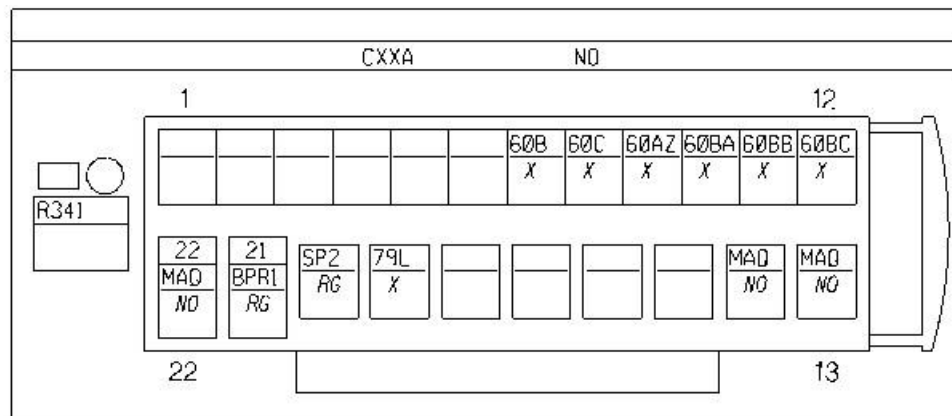 CXXA NO
1 12
60B 60C 60AZ 60BA 60BB 60BC
X X X X X X
R341
22 21
MAQ BPR1 SP2 79L MAQ MAQ
NO RG RG X NO NO
22 13